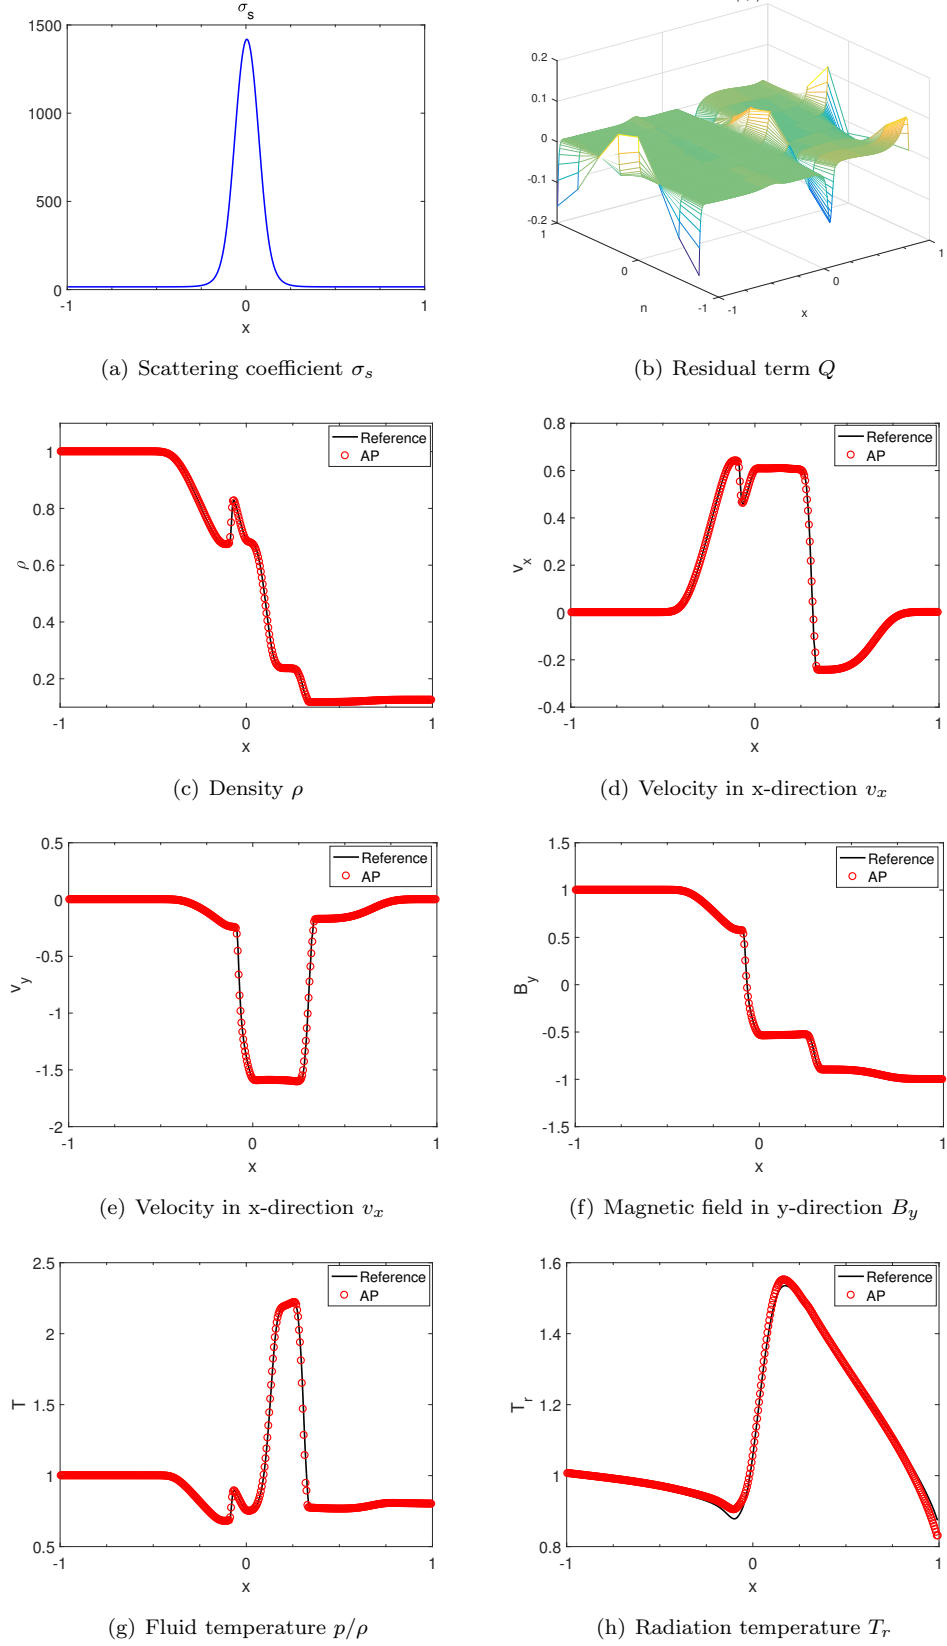 σs
1500
1000
500
0
-1 0 1
x
(a) Scattering coefficient σs
0.2
0.1
0
-0.1
-0.2
1
0
-1
n
-1
0
1
x
(b) Residual term Q
Reference
AP
1
0.8
0.6
0.4
0.2
ρ
-1 0 1
x
(c) Density ρ
Reference
AP
0.8
0.6
0.4
0.2
0
-0.2
-0.4
vx
-1 0 1
x
(d) Velocity in x-direction vx
Reference
AP
0.5
0
-0.5
-1
-1.5
-2
vy
-1 0 1
x
(e) Velocity in x-direction vx
Reference
AP
1.5
1
0.5
0
-0.5
-1
-1.5
By
-1 0 1
x
(f) Magnetic field in y-direction By
Reference
AP
2.5
2
1.5
1
0.5
T
-1 0 1
x
(g) Fluid temperature p/ρ
Reference
AP
1.6
1.4
1.2
1
0.8
Tr
-1 0 1
x
(h) Radiation temperature Tr